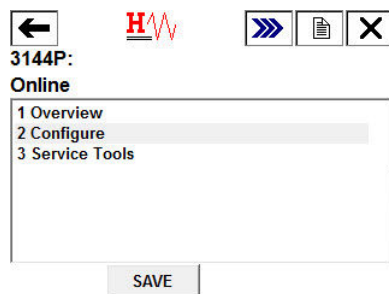 H
3144P:
Online
1 Overview
2 Configure
3 Service Tools
SAVE